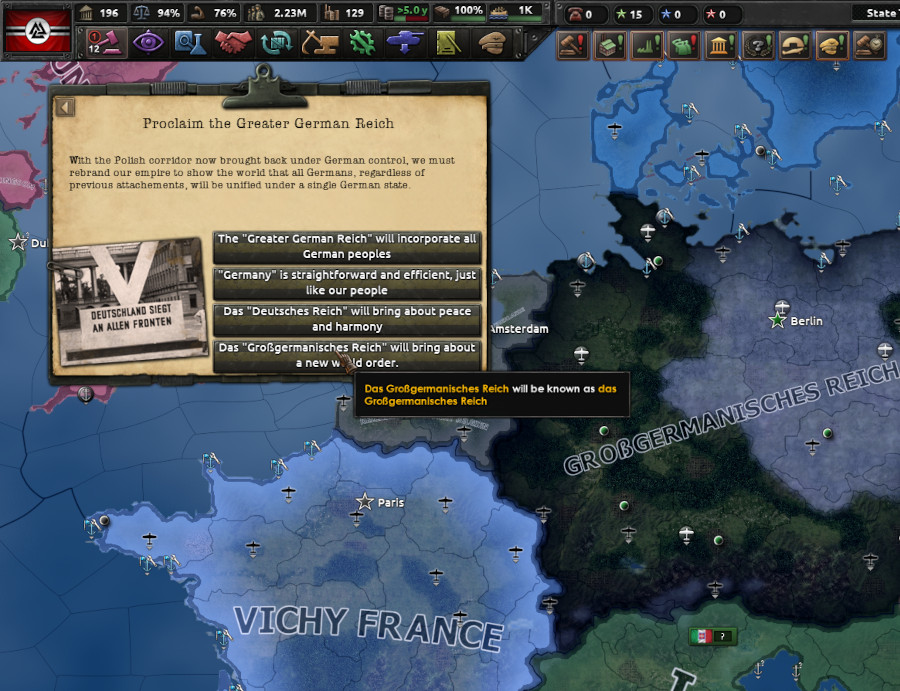 196 94% 76% 2.23M 129 >5.0y 100% 1K 0 15 0 0 State
12
Proclaim the Greater German Reich
With the Polish corridor now brought back under German control, we must
rebrand our empire to show the world that all Germans, regardless of
previous attachements, will be unified under a single German state.
The "Greater German Reich" will incorporate all
German peoples
"Germany" is straightforward and efficient, just
like our people
Das "Deutsches Reich" will bring about peace
and harmony
Das "Großgermanisches Reich" will bring about
a new world order.
DEUTSCHLAND SIEGT
AN ALLEN FRONTEN
Das Großgermanisches Reich will be known as das
Großgermanisches Reich
Du
Amsterdam
Berlin
GROßGERMANISCHES REICH
Paris
VICHY FRANCE
?
I